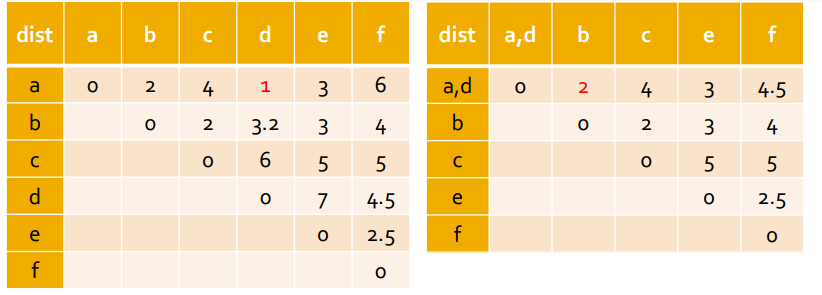 dist a b c d e f
a 0 2 4 1 3 6
b 0 2 3.2 3 4
c 0 6 5 5
d 0 7 4.5
e 0 2.5
f 0
dist a,d b c e f
a,d 0 2 4 3 4.5
b 0 2 3 4
c 0 5 5
e 0 2.5
f 0